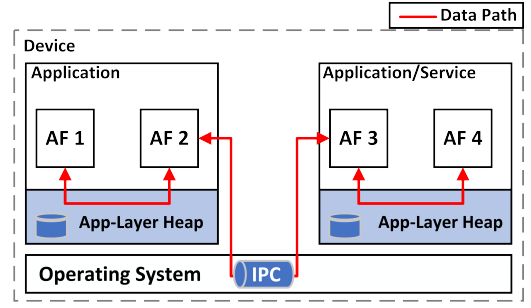 Data Path
Device
Application
Application/Service
AF 1
AF 2
AF 3
AF 4
App-Layer Heap
App-Layer Heap
Operating System
IPC